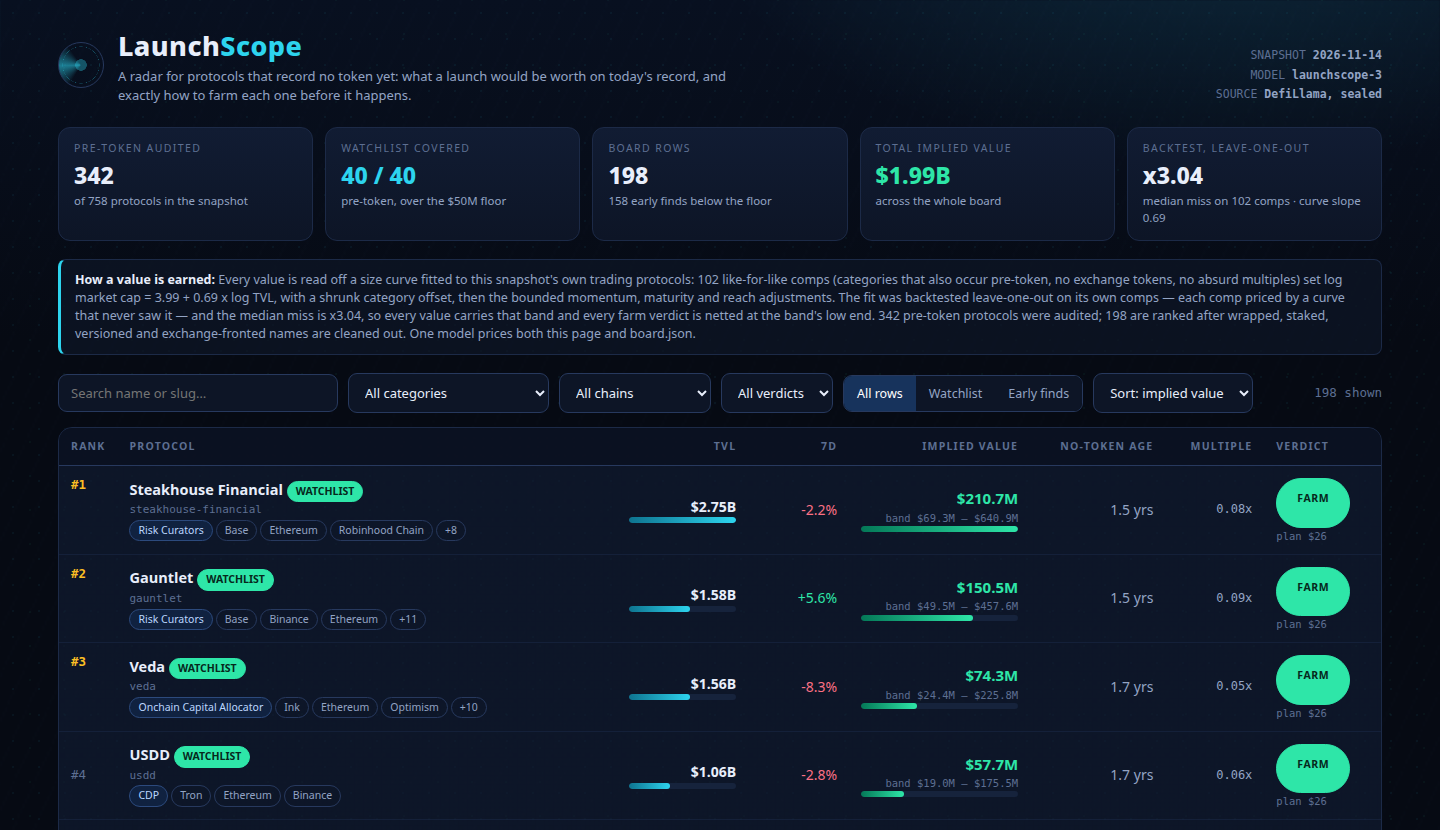 LaunchScope
A radar for protocols that record no token yet: what a launch would be worth on today's record, and
exactly how to farm each one before it happens.
SNAPSHOT 2026-11-14
MODEL launchscope-3
SOURCE DefiLlama, sealed
PRE-TOKEN AUDITED
342
of 758 protocols in the snapshot
WATCHLIST COVERED
40 / 40
pre-token, over the $50M floor
BOARD ROWS
198
158 early finds below the floor
TOTAL IMPLIED VALUE
$1.99B
across the whole board
BACKTEST, LEAVE-ONE-OUT
x3.04
median miss on 102 comps · curve slope
0.69
How a value is earned: Every value is read off a size curve fitted to this snapshot's own trading protocols: 102 like-for-like comps (categories that also occur pre-token, no exchange tokens, no absurd multiples) set log
market cap = 3.99 + 0.69 x log TVL, with a shrunk category offset, then the bounded momentum, maturity and reach adjustments. The fit was backtested leave-one-out on its own comps — each comp priced by a curve
that never saw it — and the median miss is x3.04, so every value carries that band and every farm verdict is netted at the band's low end. 342 pre-token protocols were audited; 198 are ranked after wrapped, staked,
versioned and exchange-fronted names are cleaned out. One model prices both this page and board.json.
Search name or slug... All categories All chains All verdicts All rows Watchlist Early finds Sort: implied value 198 shown
RANK PROTOCOL TVL 7D IMPLIED VALUE NO-TOKEN AGE MULTIPLE VERDICT
#1 Steakhouse Financial WATCHLIST
steakhouse-financial
Risk Curators Base Ethereum Robinhood Chain +8
$2.75B -2.2% $210.7M
band $69.3M — $640.9M
1.5 yrs 0.08x FARM
plan $26
#2 Gauntlet WATCHLIST
gauntlet
Risk Curators Base Binance Ethereum +11
$1.58B +5.6% $150.5M
band $49.5M — $457.6M
1.5 yrs 0.09x FARM
plan $26
#3 Veda WATCHLIST
veda
Onchain Capital Allocator Ink Ethereum Optimism +10
$1.56B -8.3% $74.3M
band $24.4M — $225.8M
1.7 yrs 0.05x FARM
plan $26
#4 USDD WATCHLIST
usdd
CDP Tron Ethereum Binance
$1.06B -2.8% $57.7M
band $19.0M — $175.5M
1.7 yrs 0.06x FARM
plan $26